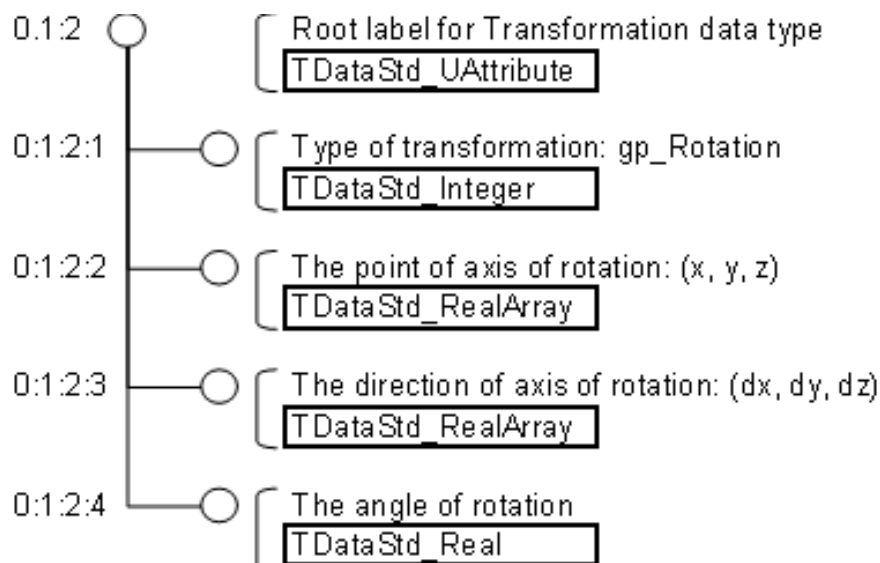 0.1:2 Root label for Transformation data type
TDataStd_UAttribute
0:1:2:1 Type of transformation: gp_Rotation
TDataStd_Integer
0:1:2:2 The point of axis of rotation: (x, y, z)
TDataStd_RealArray
0:1:2:3 The direction of axis of rotation: (dx, dy, dz)
TDataStd_RealArray
0:1:2:4 The angle of rotation
TDataStd_Real